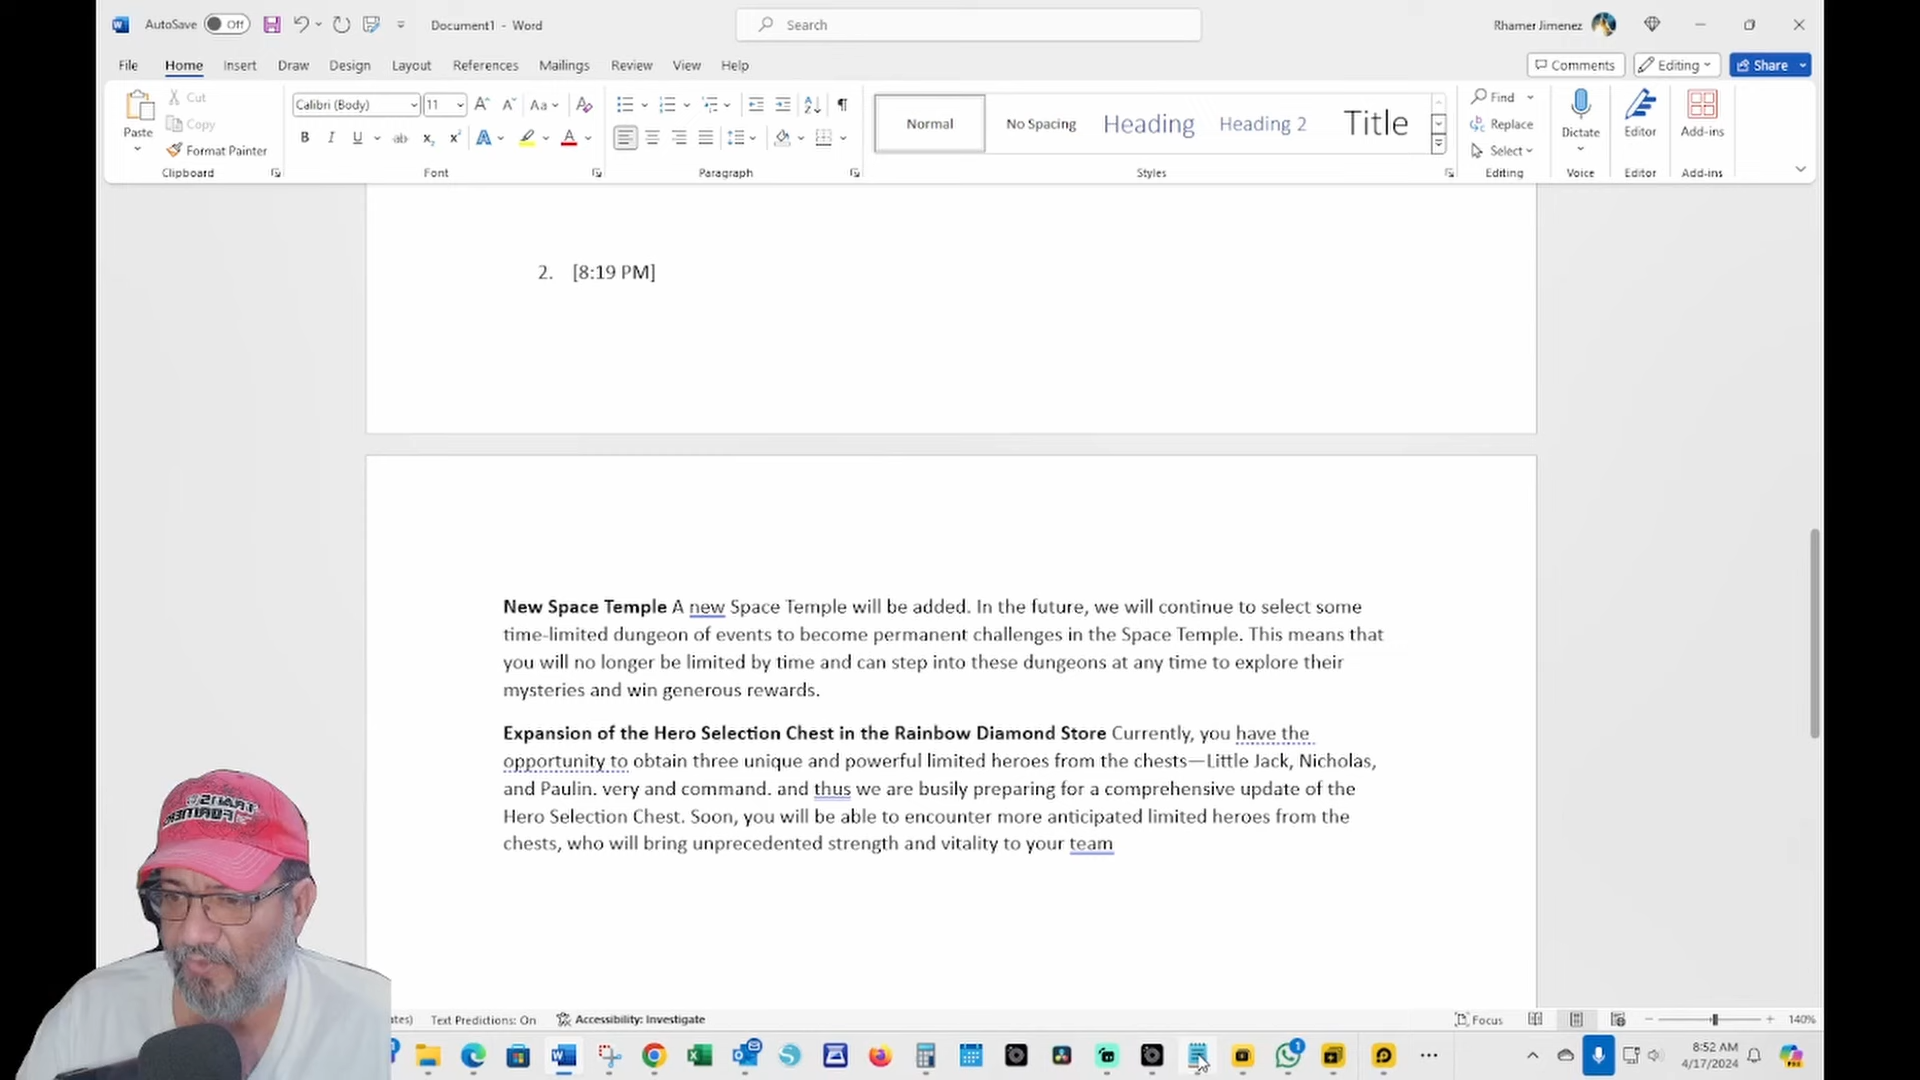 AutoSave Off Document1 - Word Search Rhamer Jimenez
File Home Insert Draw Design Layout References Mailings Review View Help Comments Editing Share
Paste Cut Copy Format Painter Clipboard
Calibri (Body) 11 Font
Paragraph
Normal No Spacing Heading Heading 2 Title Styles
Find Replace Select Editing
Dictate Voice
Editor Editor
Add-ins Add-ins
2. [8:19 PM]
New Space Temple A new Space Temple will be added. In the future, we will continue to select some
time-limited dungeon of events to become permanent challenges in the Space Temple. This means that
you will no longer be limited by time and can step into these dungeons at any time to explore their
mysteries and win generous rewards.
Expansion of the Hero Selection Chest in the Rainbow Diamond Store Currently, you have the
opportunity to obtain three unique and powerful limited heroes from the chests—Little Jack, Nicholas,
and Paulin. very and command. and thus we are busily preparing for a comprehensive update of the
Hero Selection Chest. Soon, you will be able to encounter more anticipated limited heroes from the
chests, who will bring unprecedented strength and vitality to your team
Text Predictions: On Accessibility: Investigate Focus 140%
8:52 AM
4/17/2024